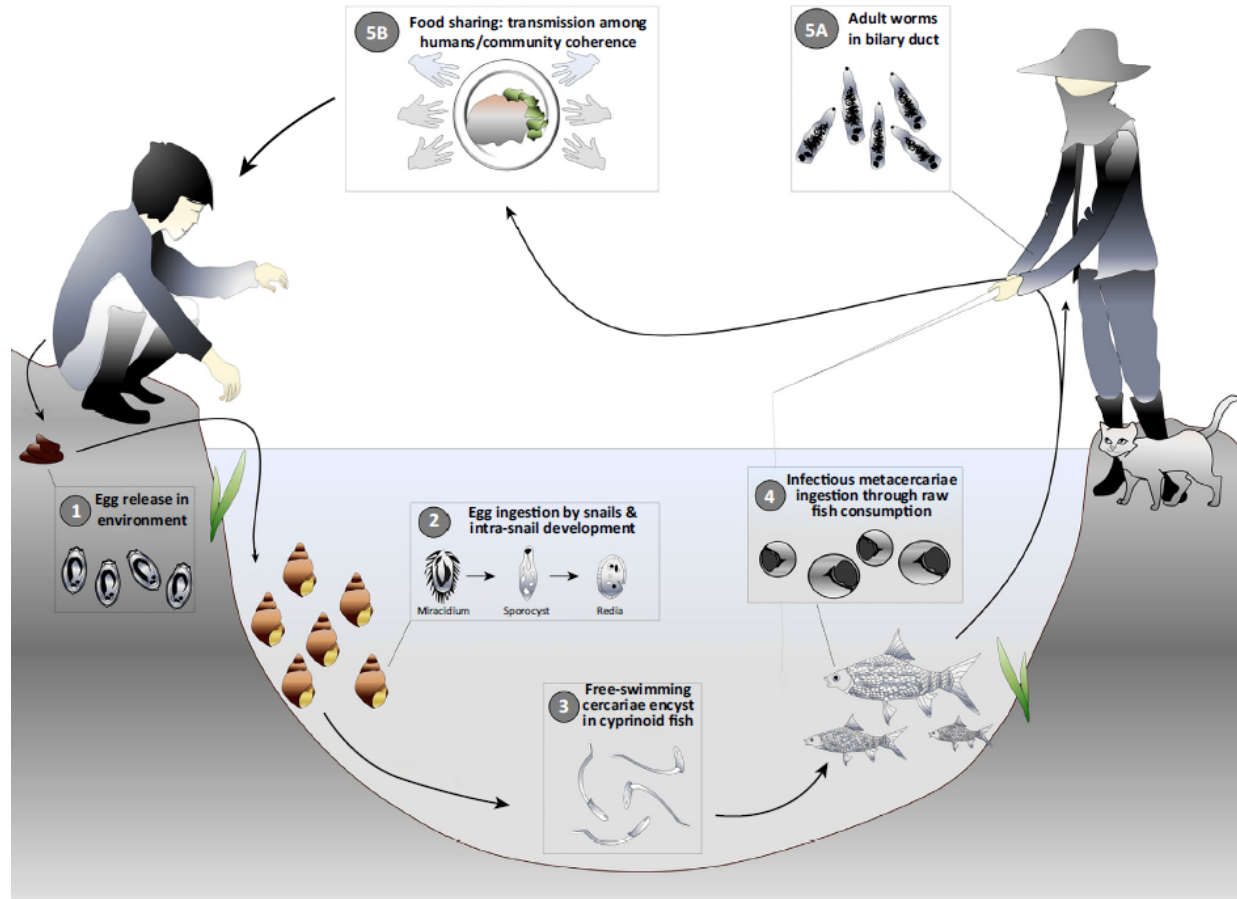 5B
Food sharing: transmission among
humans/community coherence
5A
Adult worms
in bilary duct
1
Egg release in
environment
2
Egg ingestion by snails &
intra-snail development
Miracidium
Sporocyst
Redia
3
Free-swimming
cercariae encyst
in cyprinoid fish
4
Infectious metacercariae
ingestion through raw
fish consumption